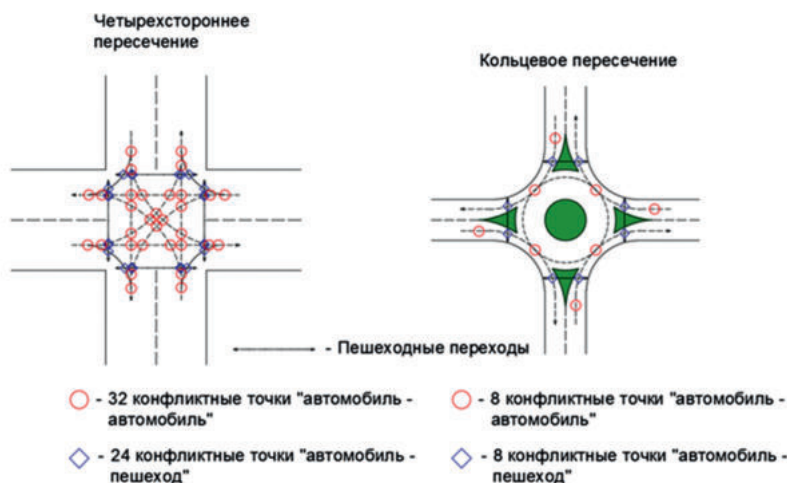 Четырехстороннее
пересечение
Кольцевое пересечение
- Пешеходные переходы
- 32 конфликтные точки "автомобиль -
автомобиль"
- 8 конфликтные точки "автомобиль -
автомобиль"
- 24 конфликтные точки "автомобиль -
пешеход"
- 8 конфликтные точки "автомобиль -
пешеход"